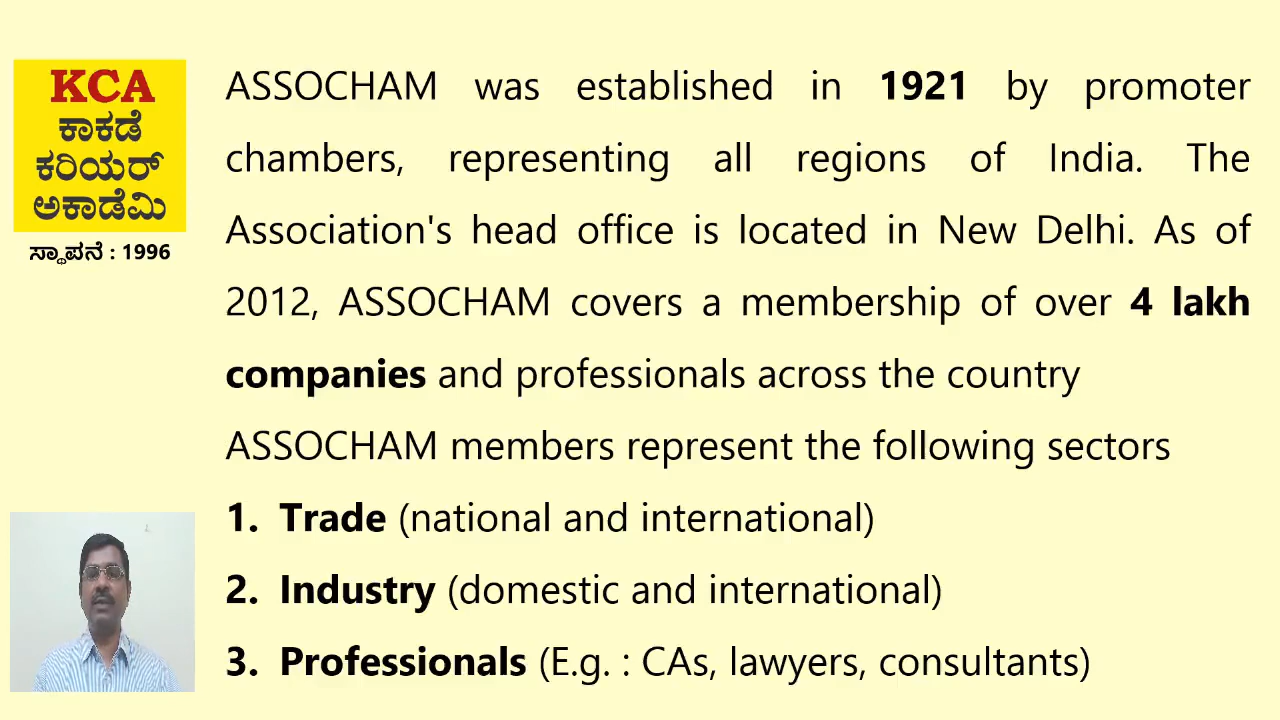 KCA
ಕಾಕಡೆ
ಕರಿಯರ್
ಅಕಾಡೆಮಿ
ಸ್ಥಾಪನೆ : 1996
ASSOCHAM was established in 1921 by promoter
chambers, representing all regions of India. The
Association's head office is located in New Delhi. As of
2012, ASSOCHAM covers a membership of over 4 lakh
companies and professionals across the country
ASSOCHAM members represent the following sectors
1. Trade (national and international)
2. Industry (domestic and international)
3. Professionals (E.g. : CAs, lawyers, consultants)